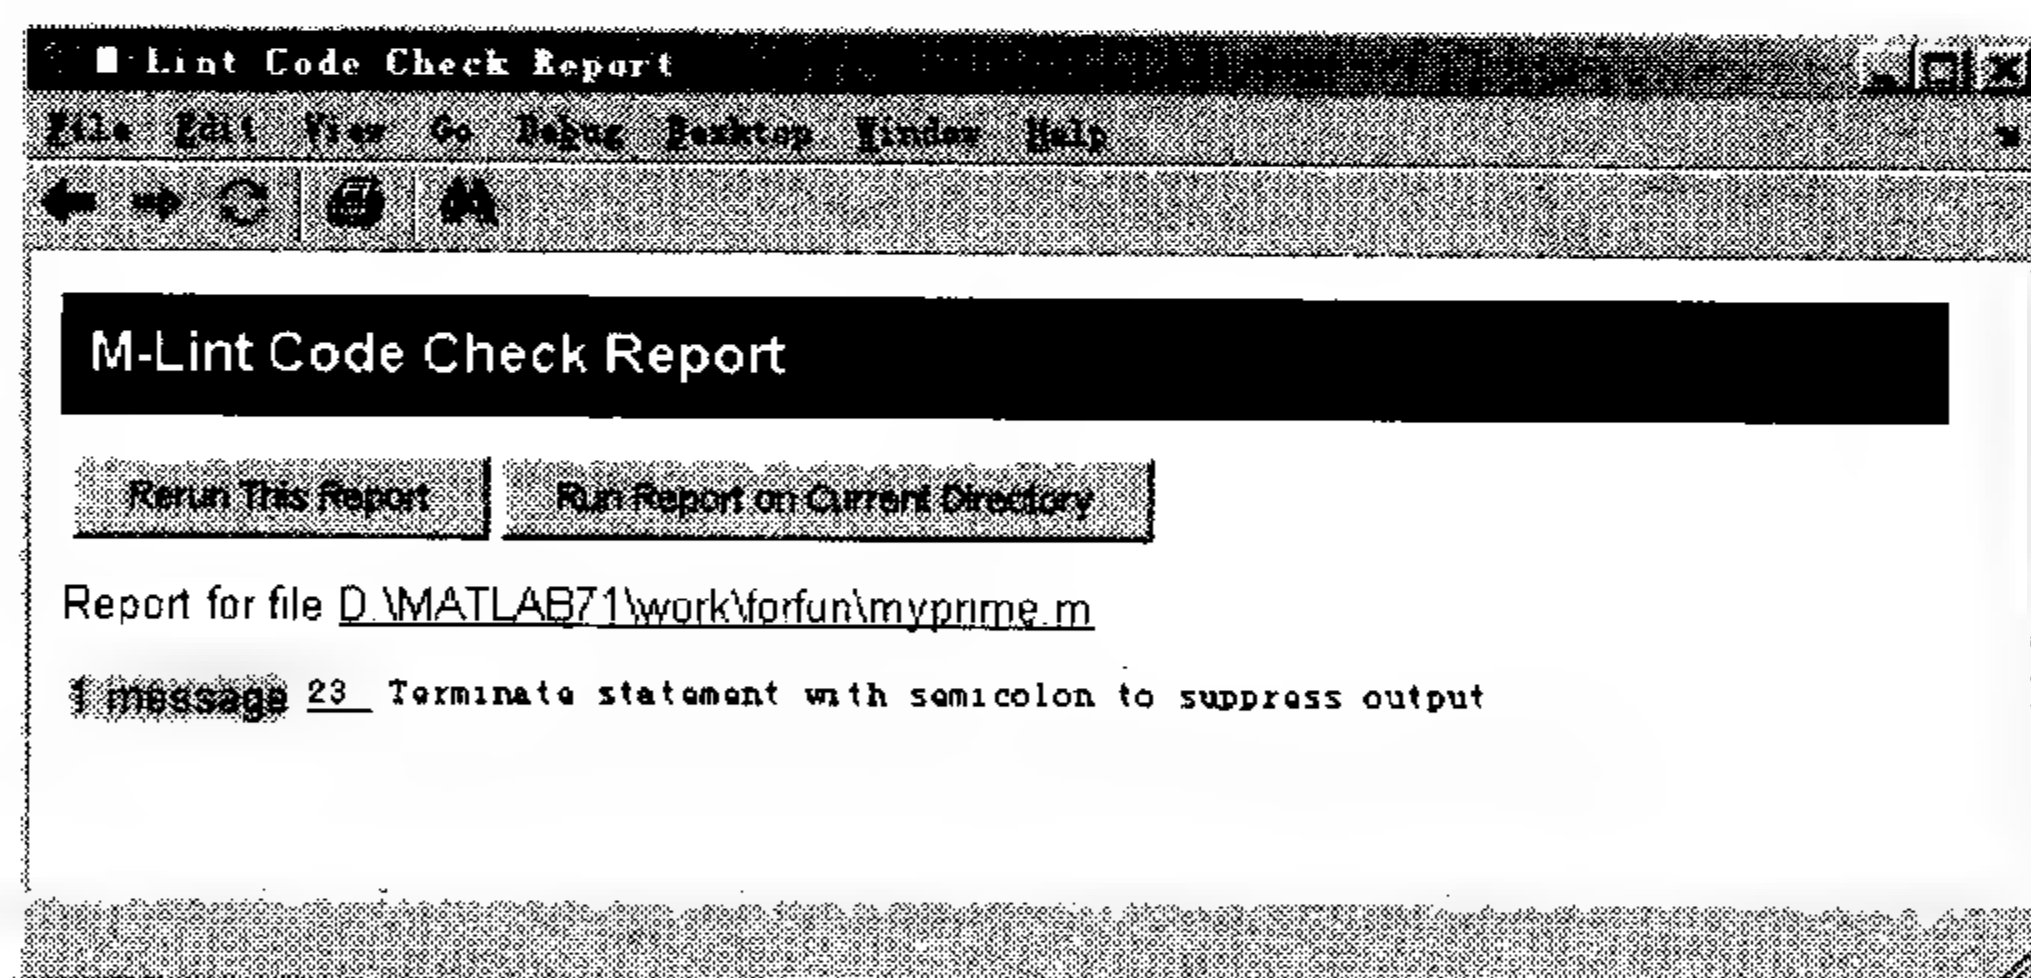 M-Lint Code Check Report
File Edit View Go Debug Desktop Window Help
M-Lint Code Check Report
Rerun This Report Run Report on Current Directory
Report for file D:\MATLAB71\work\forfun\myprime.m
1 message 23 Terminate statement with semicolon to suppress output